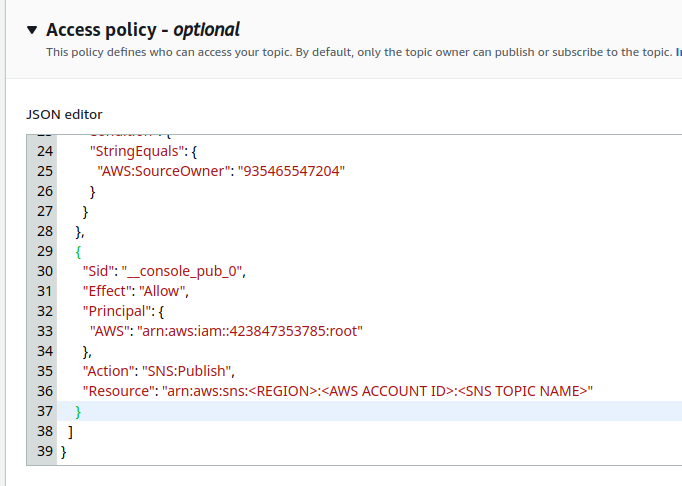 Access policy - optional
This policy defines who can access your topic. By default, only the topic owner can publish or subscribe to the topic.
JSON editor
24 "StringEquals": {
25 "AWS:SourceOwner": "935465547204"
26 }
27 }
28 },
29 {
30 "Sid": "__console_pub_0",
31 "Effect": "Allow",
32 "Principal": {
33 "AWS": "arn:aws:iam::423847353785:root"
34 },
35 "Action": "SNS:Publish",
36 "Resource": "arn:aws:sns:<REGION>:<AWS ACCOUNT ID>:<SNS TOPIC NAME>"
37 }
38 ]
39 }